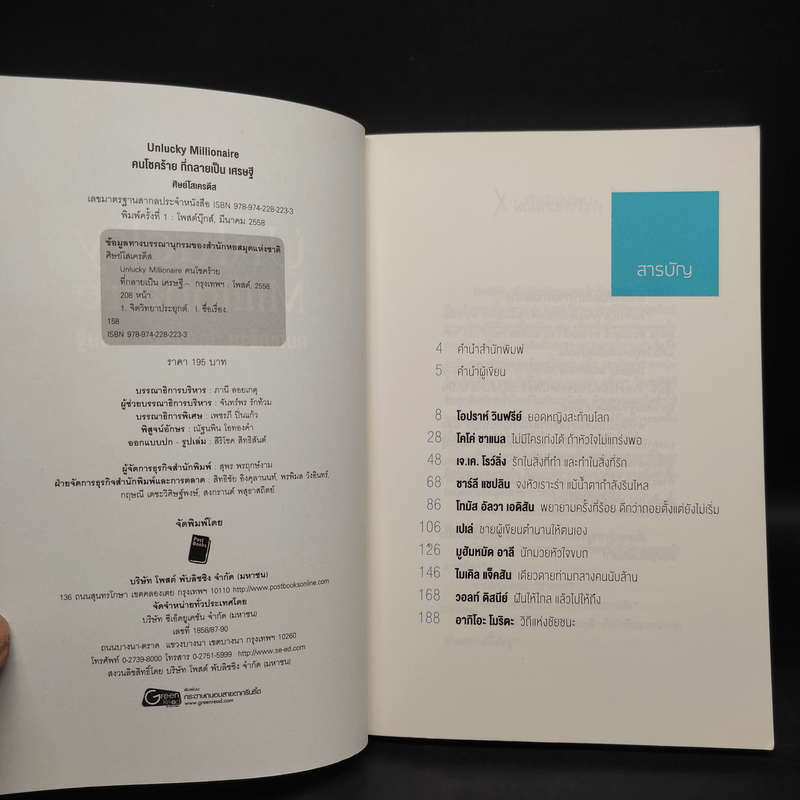 Unlucky Millionaire
คนโชคร้าย ที่กลายเป็น เศรษฐี
ศิษย์โสเครตีส
เลขมาตรฐานสากลประจำหนังสือ ISBN 978-974-228-223-3
พิมพ์ครั้งที่ 1 : โพสต์บุ๊กส์, มีนาคม 2558
ข้อมูลทางบรรณานุกรมของสำนักหอสมุดแห่งชาติ
ศิษย์โสเครตีส.
Unlucky Millionaire คนโชคร้าย
ที่กลายเป็น เศรษฐี.-- กรุงเทพฯ : โพสต์, 2558.
208 หน้า.
1. จิตวิทยาประยุกต์. I. ชื่อเรื่อง.
158
ISBN 978-974-228-223-3
ราคา 195 บาท
บรรณาธิการบริหาร : ภานี ลอยเกตุ
ผู้ช่วยบรรณาธิการบริหาร : จันทร์พร รักท้วม
บรรณาธิการพิเศษ : เพชรภี ปิ่นแก้ว
พิสูจน์อักษร : ณัฐนพิน โอทองคำ
ออกแบบปก - รูปเล่ม : สิริโชค สิทธิสันต์
ผู้จัดการธุรกิจสำนักพิมพ์ : สุพร พฤกษ์งาม
ฝ่ายจัดการธุรกิจสำนักพิมพ์และการตลาด : สิทธิชัย อิงคุลานนท์, พรพิมล วังอินทร์,
กฤษณี เตชะวิศิษฐ์พงษ์, สงกรานต์ พสุธาสถิตย์
จัดพิมพ์โดย
Post Books
บริษัท โพสต์ พับลิชชิง จำกัด (มหาชน)
136 ถนนสุนทรโกษา เขตคลองเตย กรุงเทพฯ 10110 http://www.postbooksonline.com
จัดจำหน่ายทั่วประเทศโดย
บริษัท ซีเอ็ดยูเคชั่น จำกัด (มหาชน)
เลขที่ 1858/87-90
ถนนบางนา-ตราด แขวงบางนา เขตบางนา กรุงเทพฯ 10260
โทรศัพท์ 0-2739-8000 โทรสาร 0-2751-5999 http://www.se-ed.com
สงวนลิขสิทธิ์โดย บริษัท โพสต์ พับลิชชิง จำกัด (มหาชน)
Green Read
พิมพ์บน
กระดาษถนอมสายตากรีนรี้ด
www.greenread.com
สารบัญ
4 คำนำสำนักพิมพ์
5 คำนำผู้เขียน
8 โอปราห์ วินฟรีย์ ยอดหญิงสะท้านโลก
28 โคโค่ ชาแนล ไม่มีใครเก่งได้ ถ้าหัวใจไม่แกร่งพอ
48 เจ.เค. โรว์ลิ่ง รักในสิ่งที่ทำ และทำในสิ่งที่รัก
68 ชาร์ลี แชปลิน จงหัวเราะร่า แม้น้ำตากำลังรินไหล
86 โทมัส อัลวา เอดิสัน พยายามครั้งที่ร้อย ดีกว่าถอยตั้งแต่ยังไม่เริ่ม
106 เปเล่ ชายผู้เขียนตำนานให้ตนเอง
126 มูฮัมหมัด อาลี นักมวยหัวใจขบถ
146 ไมเคิล แจ็คสัน เดียวดายท่ามกลางคนนับล้าน
168 วอลท์ ดิสนีย์ ฝันให้ไกล แล้วไปให้ถึง
188 อากิโอะ โมริตะ วิถีแห่งชัยชนะ